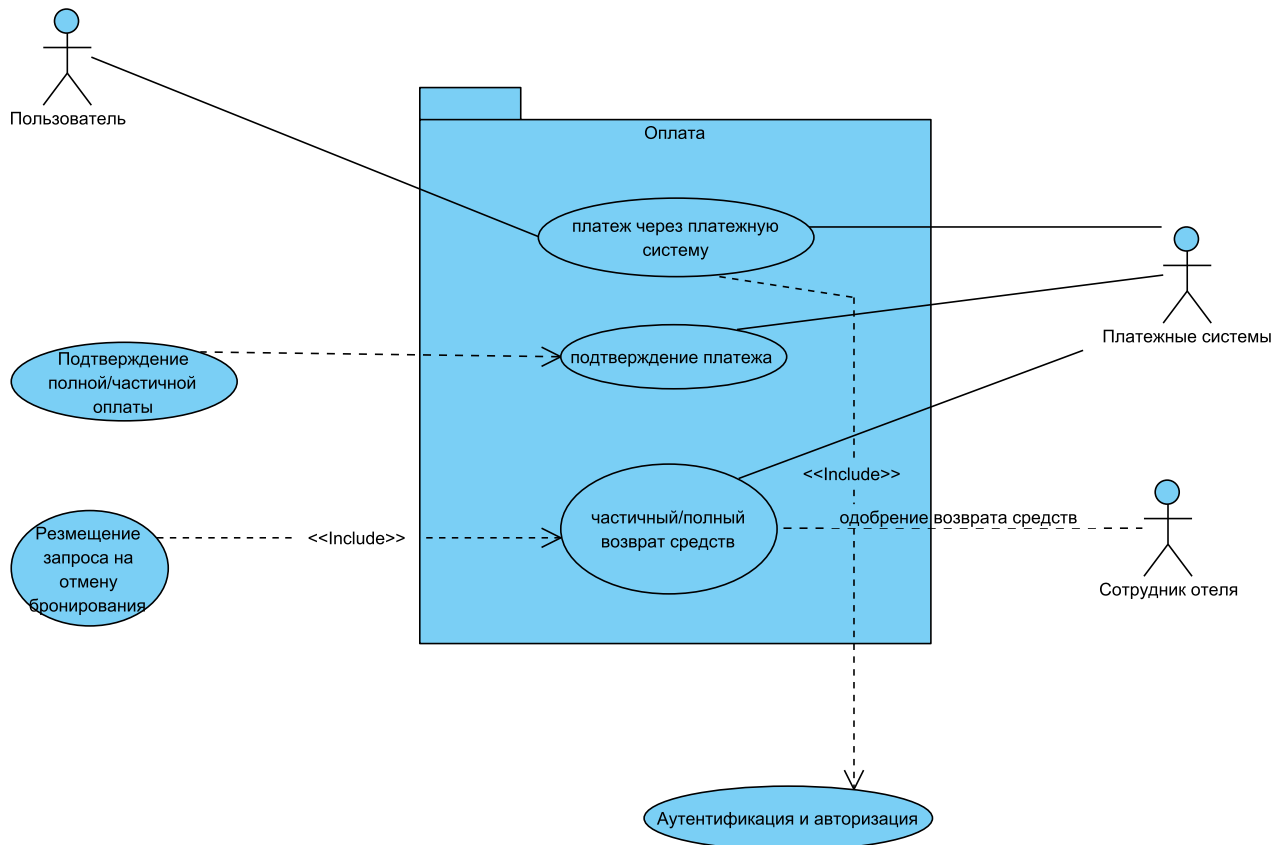 Пользователь
Оплата
платеж через платежную
систему
Платежные системы
подтверждение платежа
Подтверждение
полной/частичной
оплаты
<<Include>>
частичный/полный
возврат средств
одобрение возврата средств
Сотрудник отеля
Резмещение
запроса на
отмену
бронирования
<<Include>>
Аутентификация и авторизация